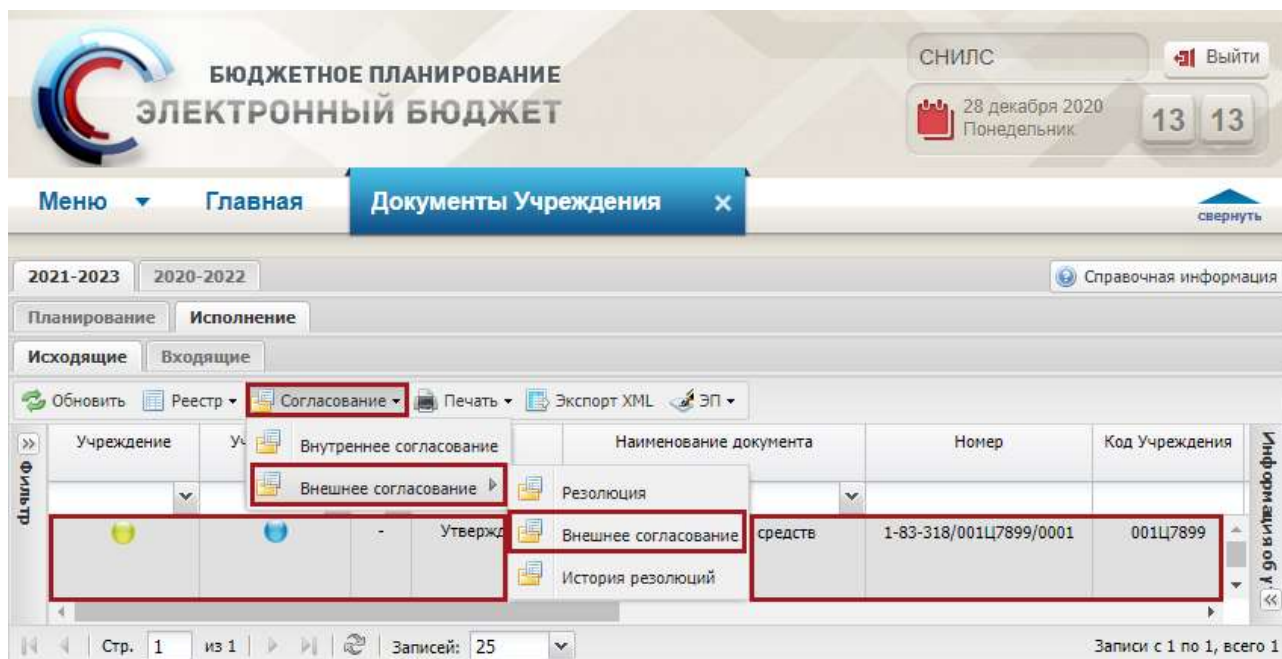 БЮДЖЕТНОЕ ПЛАНИРОВАНИЕ
ЭЛЕКТРОННЫЙ БЮДЖЕТ
СНИЛС
Выйти
28 декабря 2020
Понедельник
13 13
Меню Главная Документы Учреждения
свернуть
2021-2023 2020-2022
Справочная информация
Планирование Исполнение
Исходящие Входящие
Обновить Реестр Согласование Печать Экспорт XML ЭП
Фильтр
Учреждение Наименование документа Номер Код Учреждения
Внутреннее согласование
Внешнее согласование
Резолюция
Внешнее согласование
История резолюций
- Утвержд средств 1-83-318/001Ц7899/0001 001Ц7899
Информация об у
Стр. 1 из 1 Записей: 25
Записи с 1 по 1, всего 1